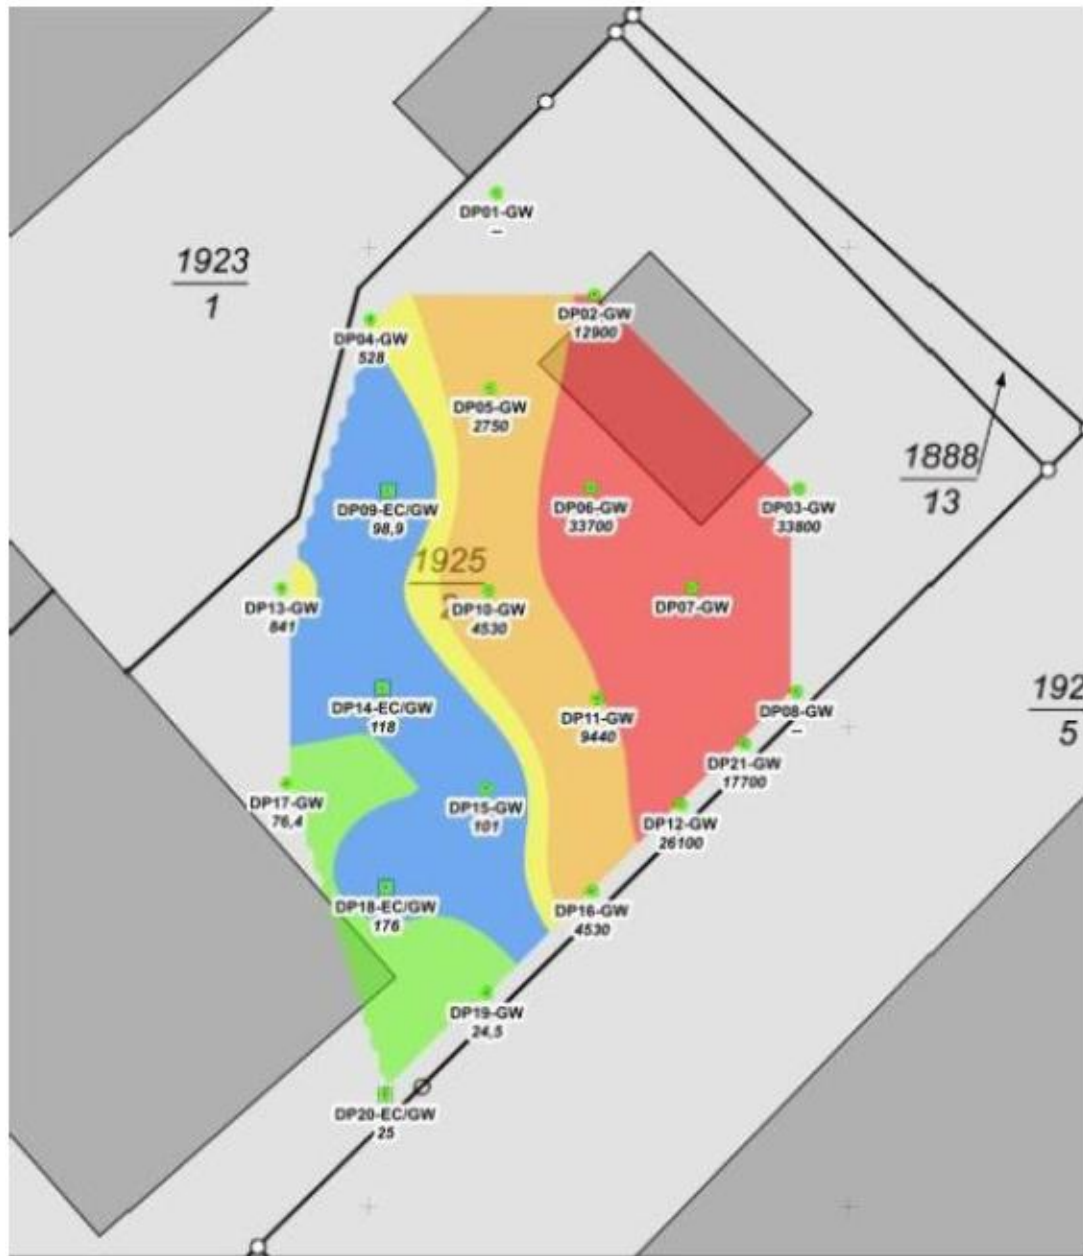 DP01-GW
–
1923
1
DP02-GW
12900
DP04-GW
528
DP05-GW
2750
1888
13
DP09-EC/GW
98,9
DP06-GW
33700
DP03-GW
33800
1925
2
DP13-GW
841
DP10-GW
4530
DP07-GW
DP14-EC/GW
118
DP11-GW
9440
DP08-GW
–
192
5
DP21-GW
17700
DP17-GW
76,4
DP15-GW
101
DP12-GW
26100
DP18-EC/GW
176
DP16-GW
4530
DP19-GW
24,5
DP20-EC/GW
25